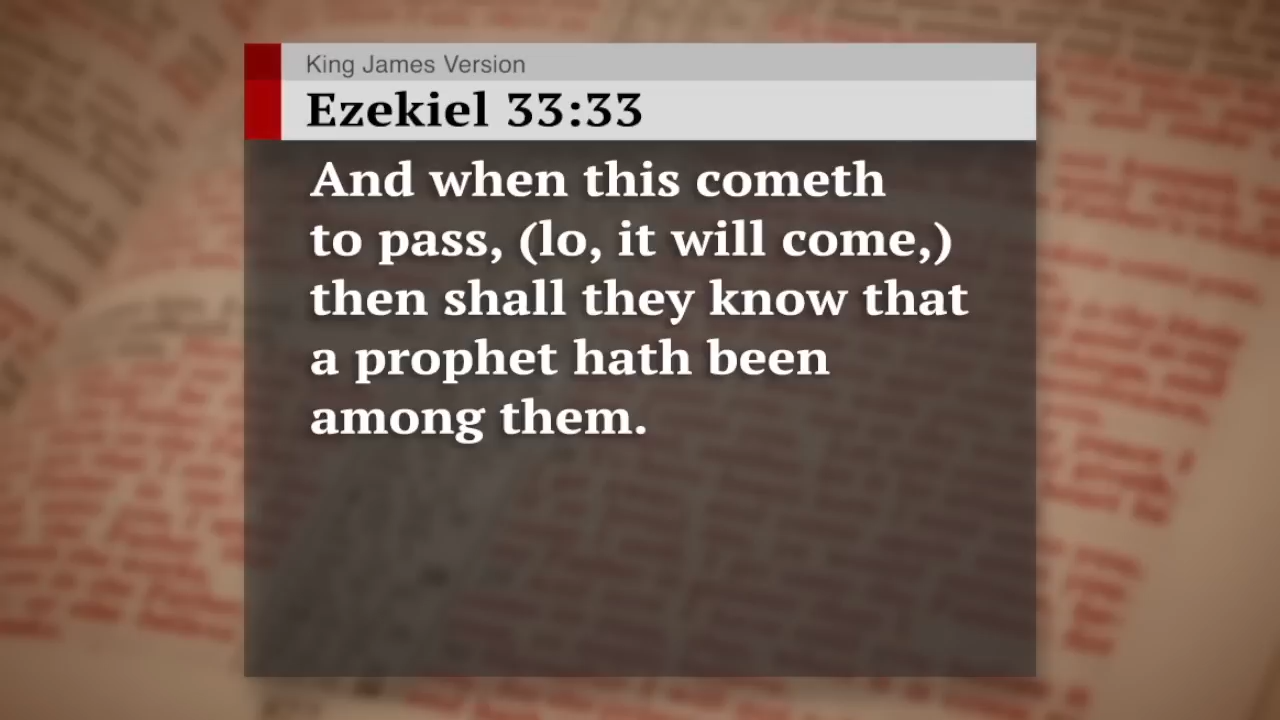 King James Version
Ezekiel 33:33
And when this cometh
to pass, (lo, it will come,)
then shall they know that
a prophet hath been
among them.